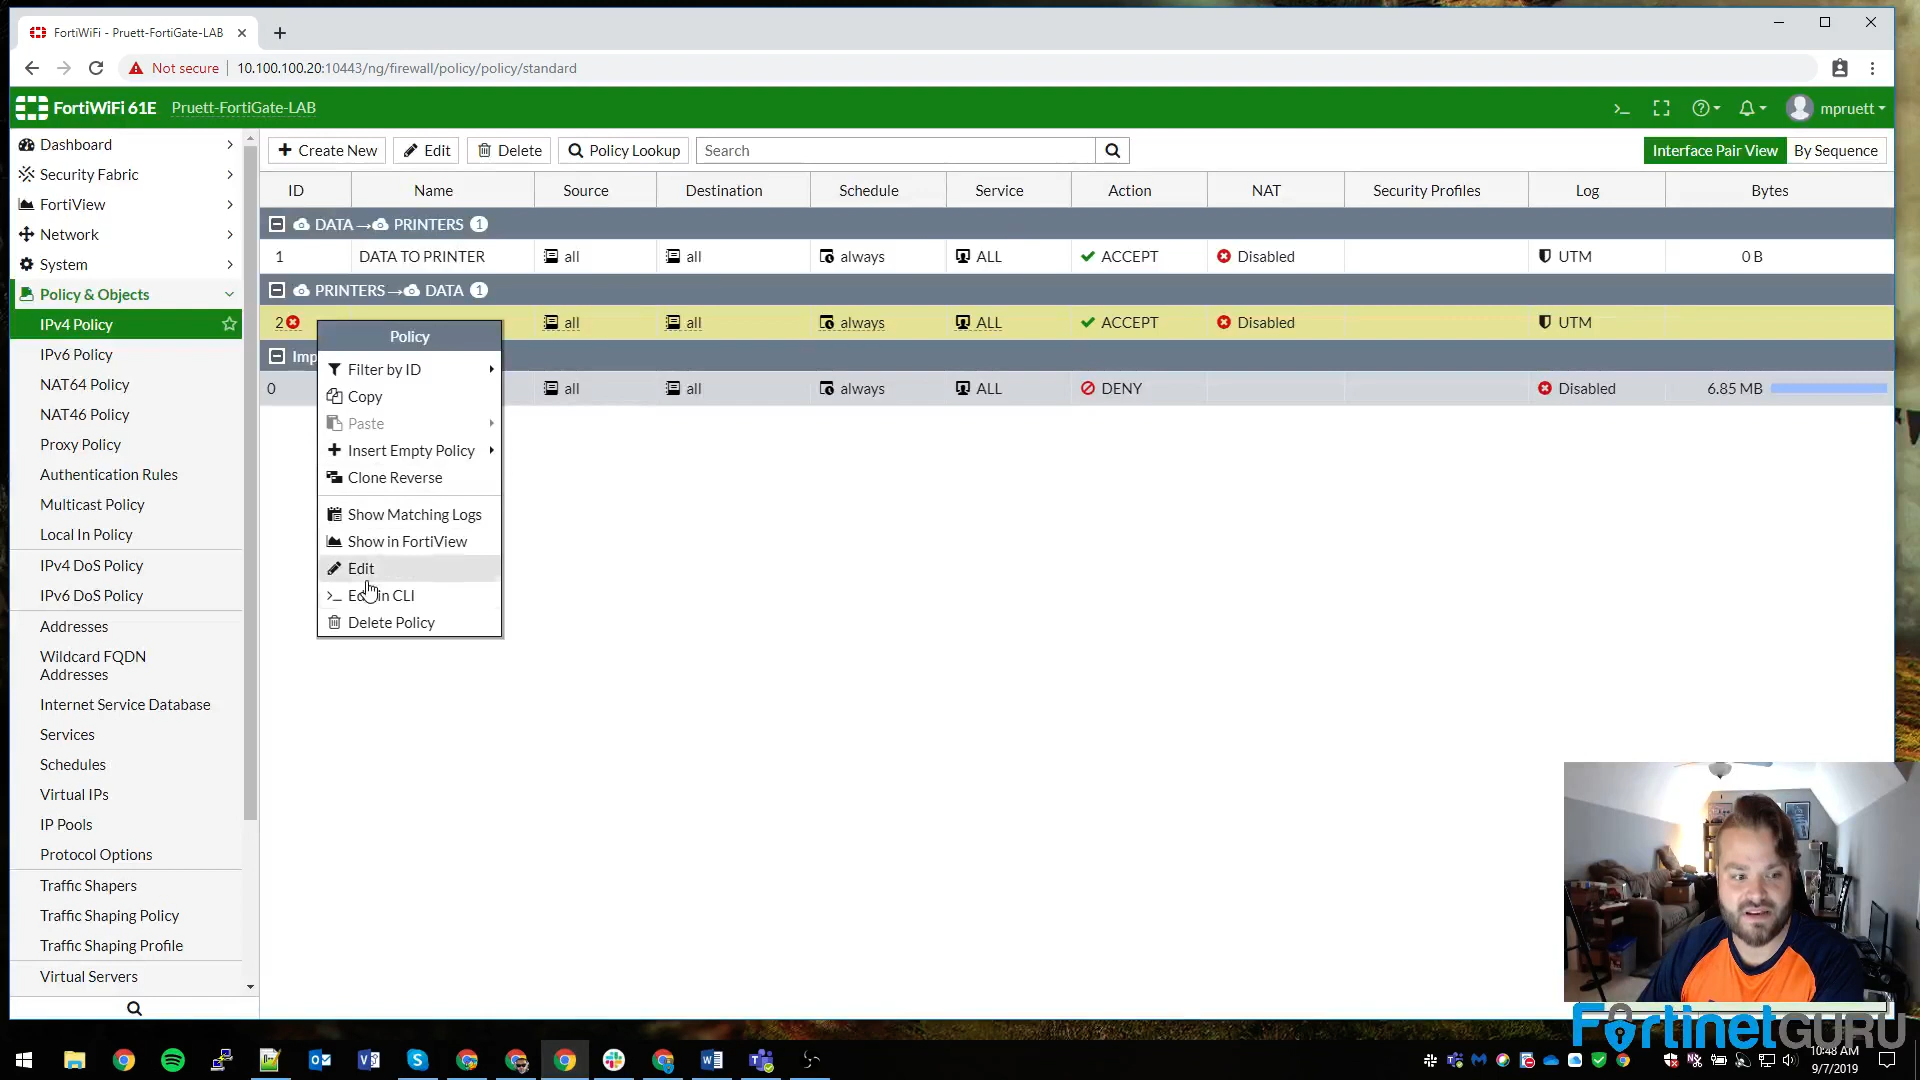 FortiWiFi - Pruett-FortiGate-LAB
Not secure 10.100.100.20:10443/ng/firewall/policy/policy/standard
FortiWiFi 61E Pruett-FortiGate-LAB mpruett
Dashboard
Security Fabric
FortiView
Network
System
Policy & Objects
IPv4 Policy
IPv6 Policy
NAT64 Policy
NAT46 Policy
Proxy Policy
Authentication Rules
Multicast Policy
Local In Policy
IPv4 DoS Policy
IPv6 DoS Policy
Addresses
Wildcard FQDN
Addresses
Internet Service Database
Services
Schedules
Virtual IPs
IP Pools
Protocol Options
Traffic Shapers
Traffic Shaping Policy
Traffic Shaping Profile
Virtual Servers
Create New Edit Delete Policy Lookup Search Interface Pair View By Sequence
ID Name Source Destination Schedule Service Action NAT Security Profiles Log Bytes
DATA → PRINTERS 1
1 DATA TO PRINTER all all always ALL ACCEPT Disabled UTM 0 B
PRINTERS → DATA 1
2 all all always ALL ACCEPT Disabled UTM
Imp
0 all all always ALL DENY Disabled 6.85 MB
Policy
Filter by ID
Copy
Paste
Insert Empty Policy
Clone Reverse
Show Matching Logs
Show in FortiView
Edit
Edit in CLI
Delete Policy
FortinetGURU
10:48 AM
9/7/2019